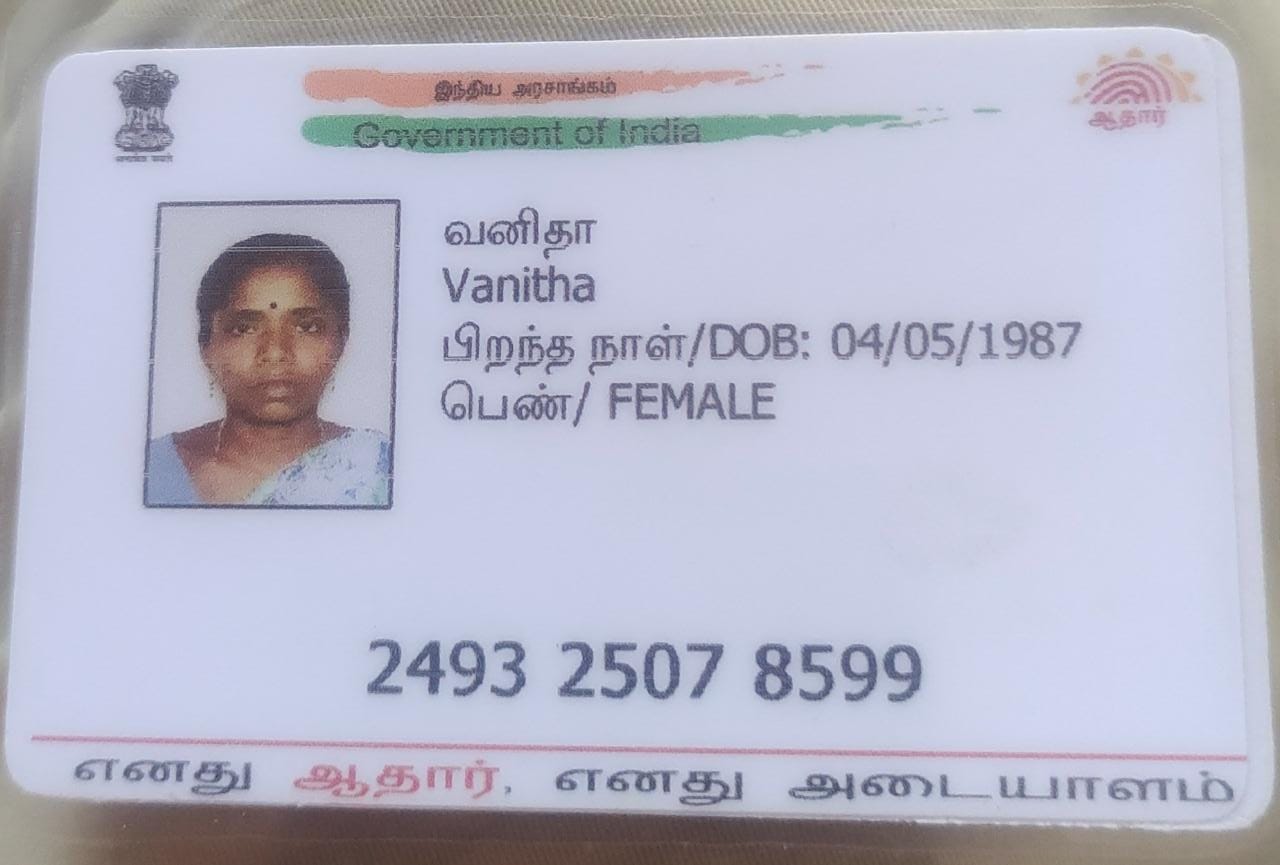 இந்திய அரசாங்கம்
Government of India
ஆதார்
வனிதா
Vanitha
பிறந்த நாள்/DOB: 04/05/1987
பெண்/ FEMALE
2493 2507 8599
எனது ஆதார், எனது அடையாளம்